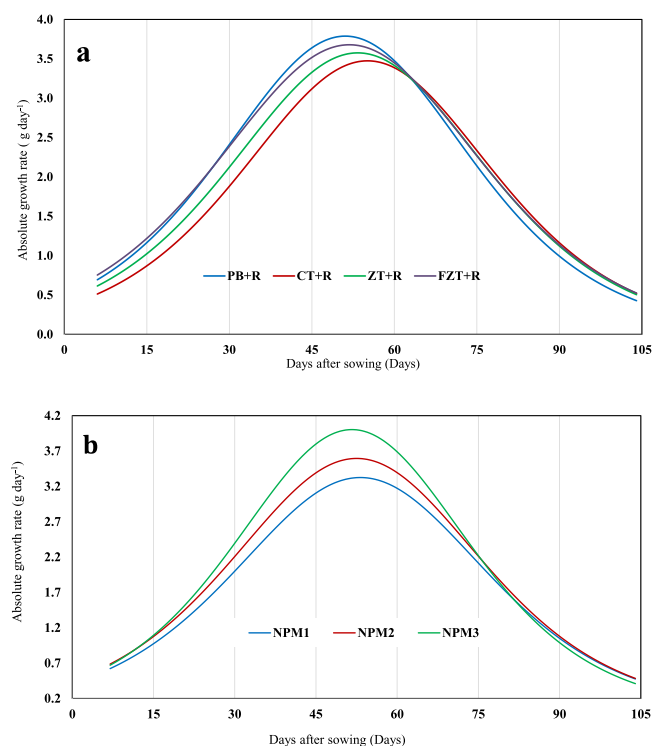 a
Absolute growth rate ( g day-1)
4.0
3.5
3.0
2.5
2.0
1.5
1.0
0.5
0.0
PB+R CT+R ZT+R FZT+R
0 15 30 45 60 75 90 105
Days after sowing (Days)
b
Absolute growth rate (g day-1)
4.2
3.7
3.2
2.7
2.2
1.7
1.2
0.7
0.2
NPM1 NPM2 NPM3
0 15 30 45 60 75 90 105
Days after sowing (Days)